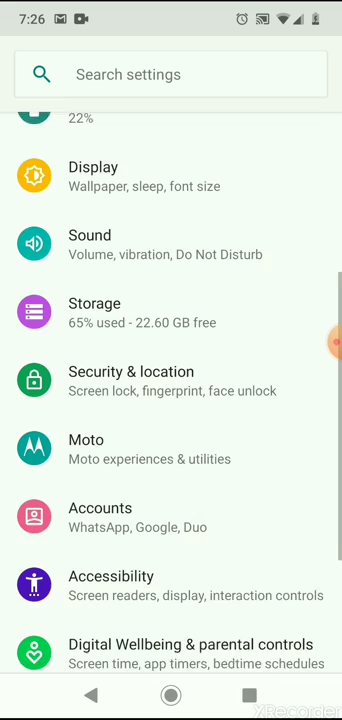 7:26
Search settings
22%
Display
Wallpaper, sleep, font size
Sound
Volume, vibration, Do Not Disturb
Storage
65% used - 22.60 GB free
Security & location
Screen lock, fingerprint, face unlock
Moto
Moto experiences & utilities
Accounts
WhatsApp, Google, Duo
Accessibility
Screen readers, display, interaction controls
Digital Wellbeing & parental controls
Screen time, app timers, bedtime schedules
XRecorder